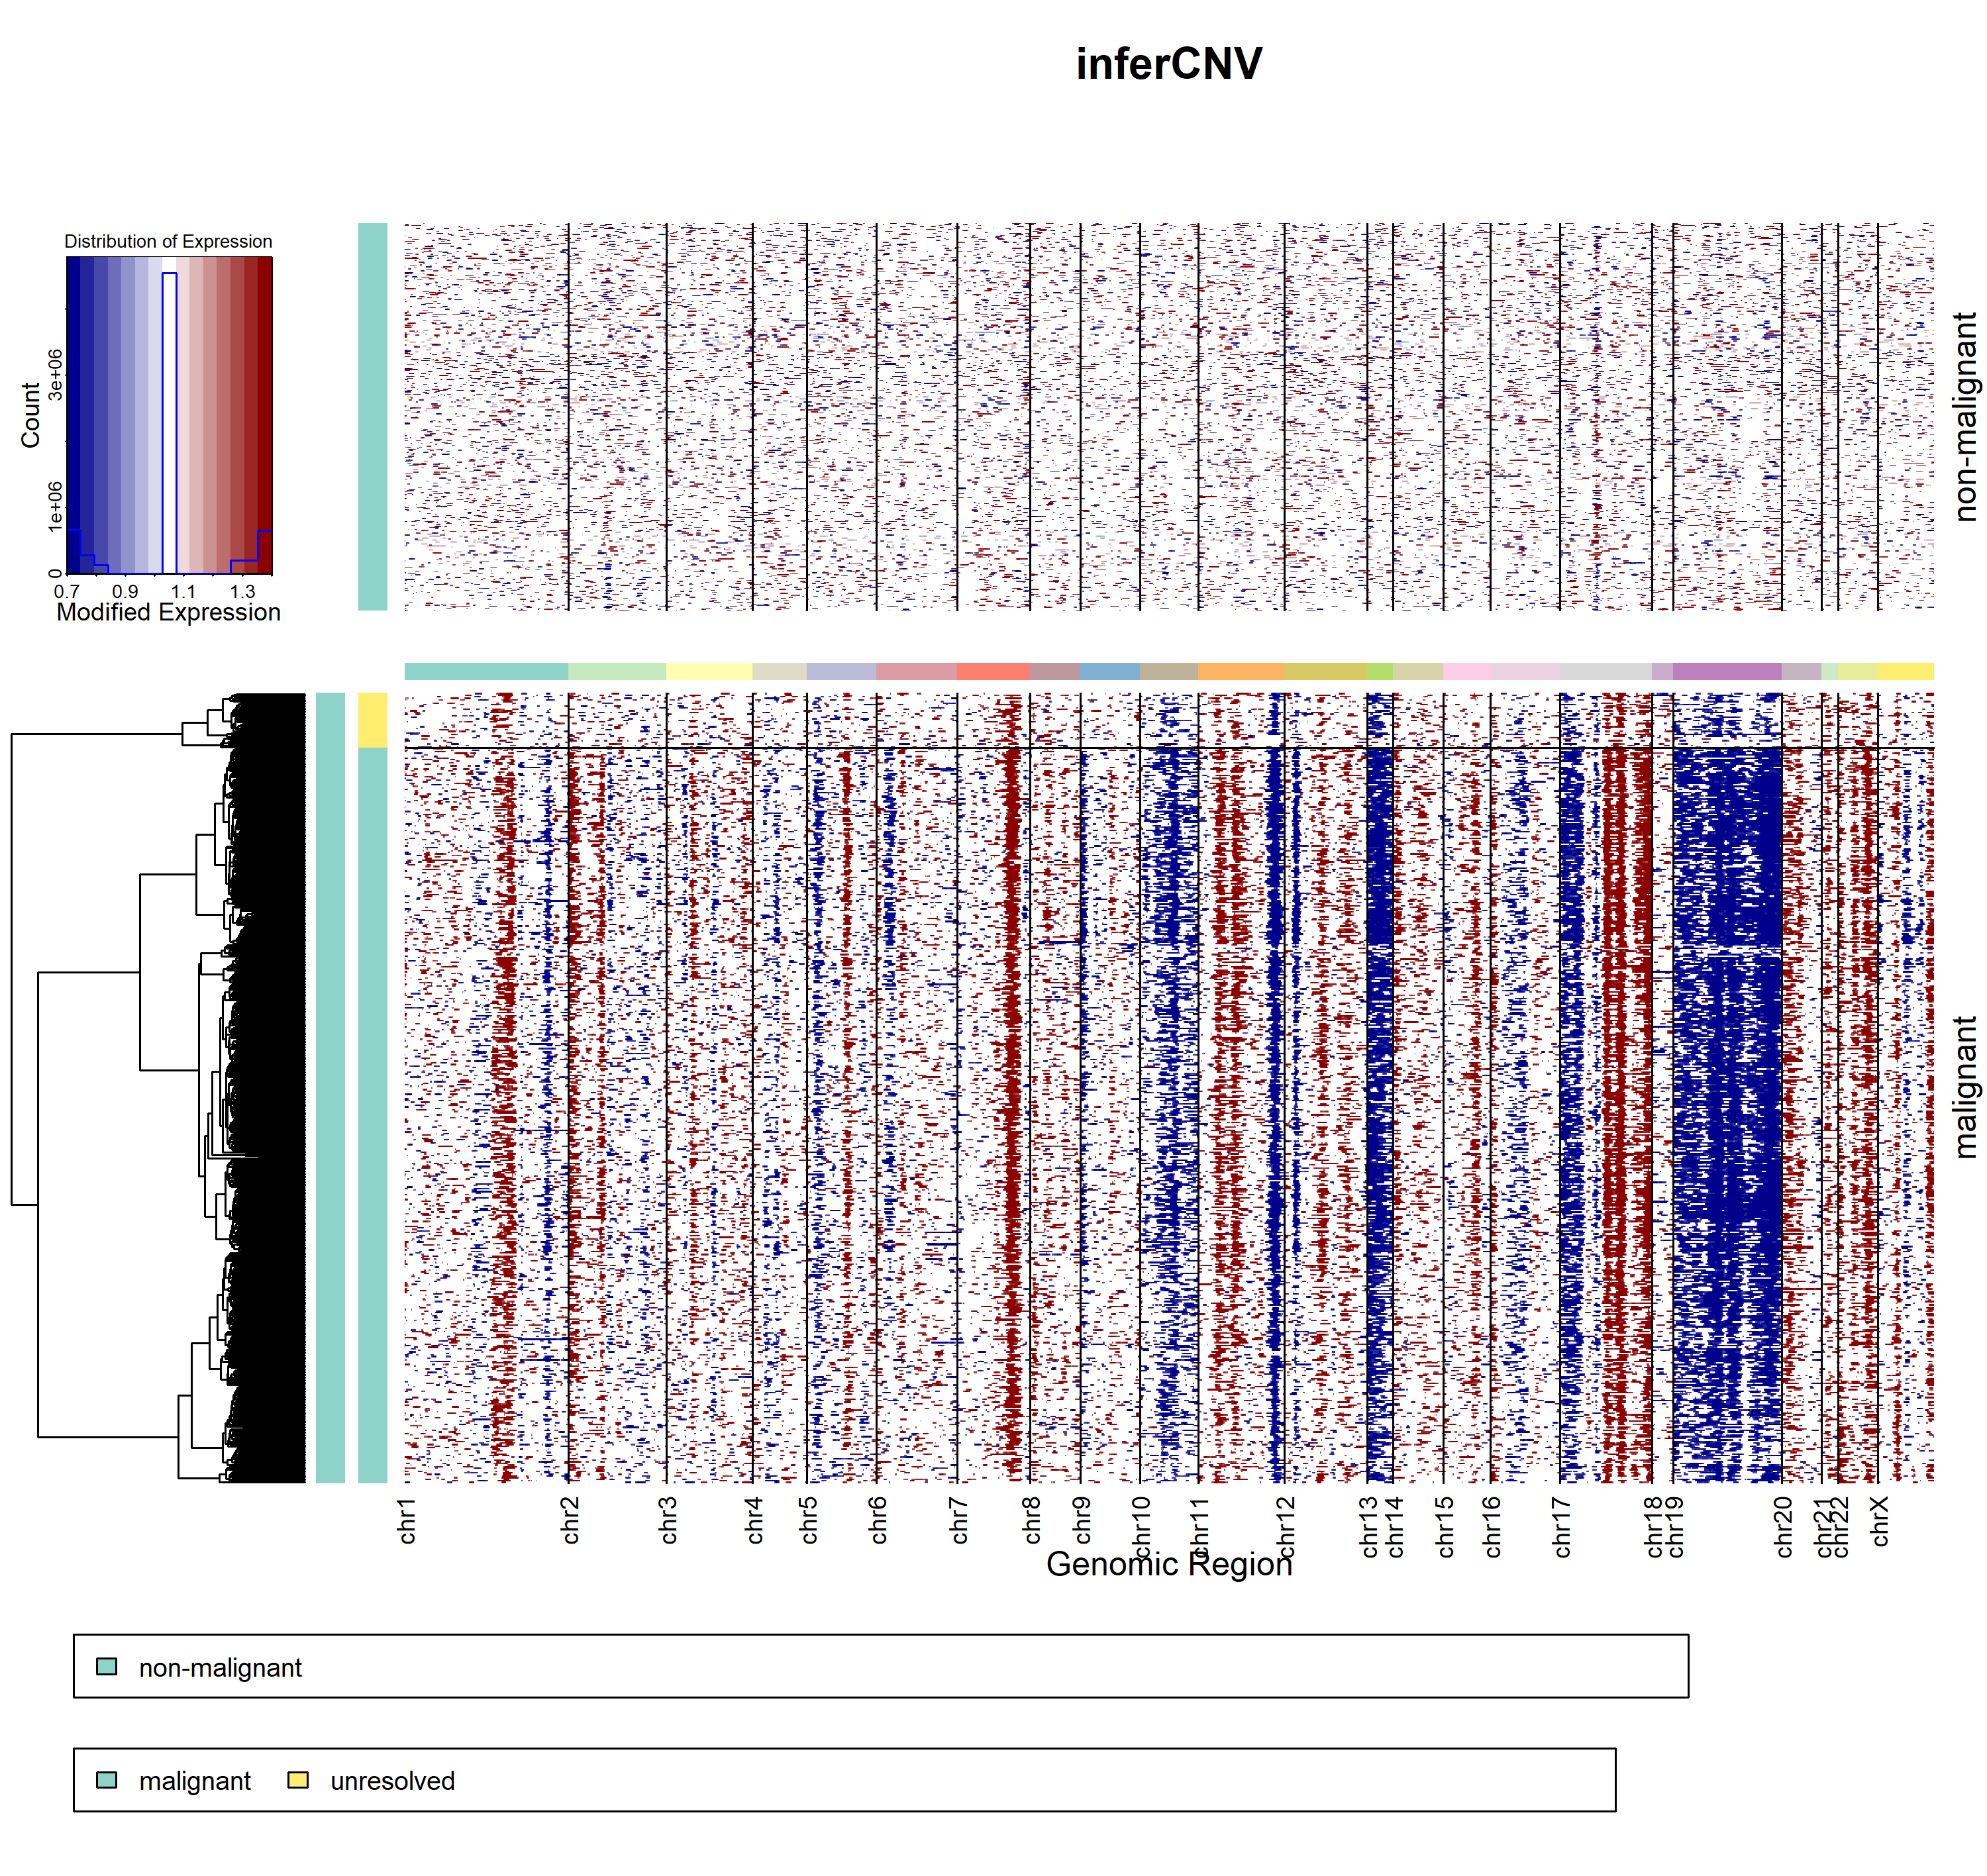 inferCNV
Distribution of Expression
Count
0
1e+06
3e+06
0.7 0.9 1.1 1.3
Modified Expression
non-malignant
malignant
chr1 chr2 chr3 chr4 chr5 chr6 chr7 chr8 chr9 chr10 chr11 chr12 chr13 chr14 chr15 chr16 chr17 chr18 chr19 chr20 chr21 chr22 chrX
Genomic Region
non-malignant
malignant unresolved